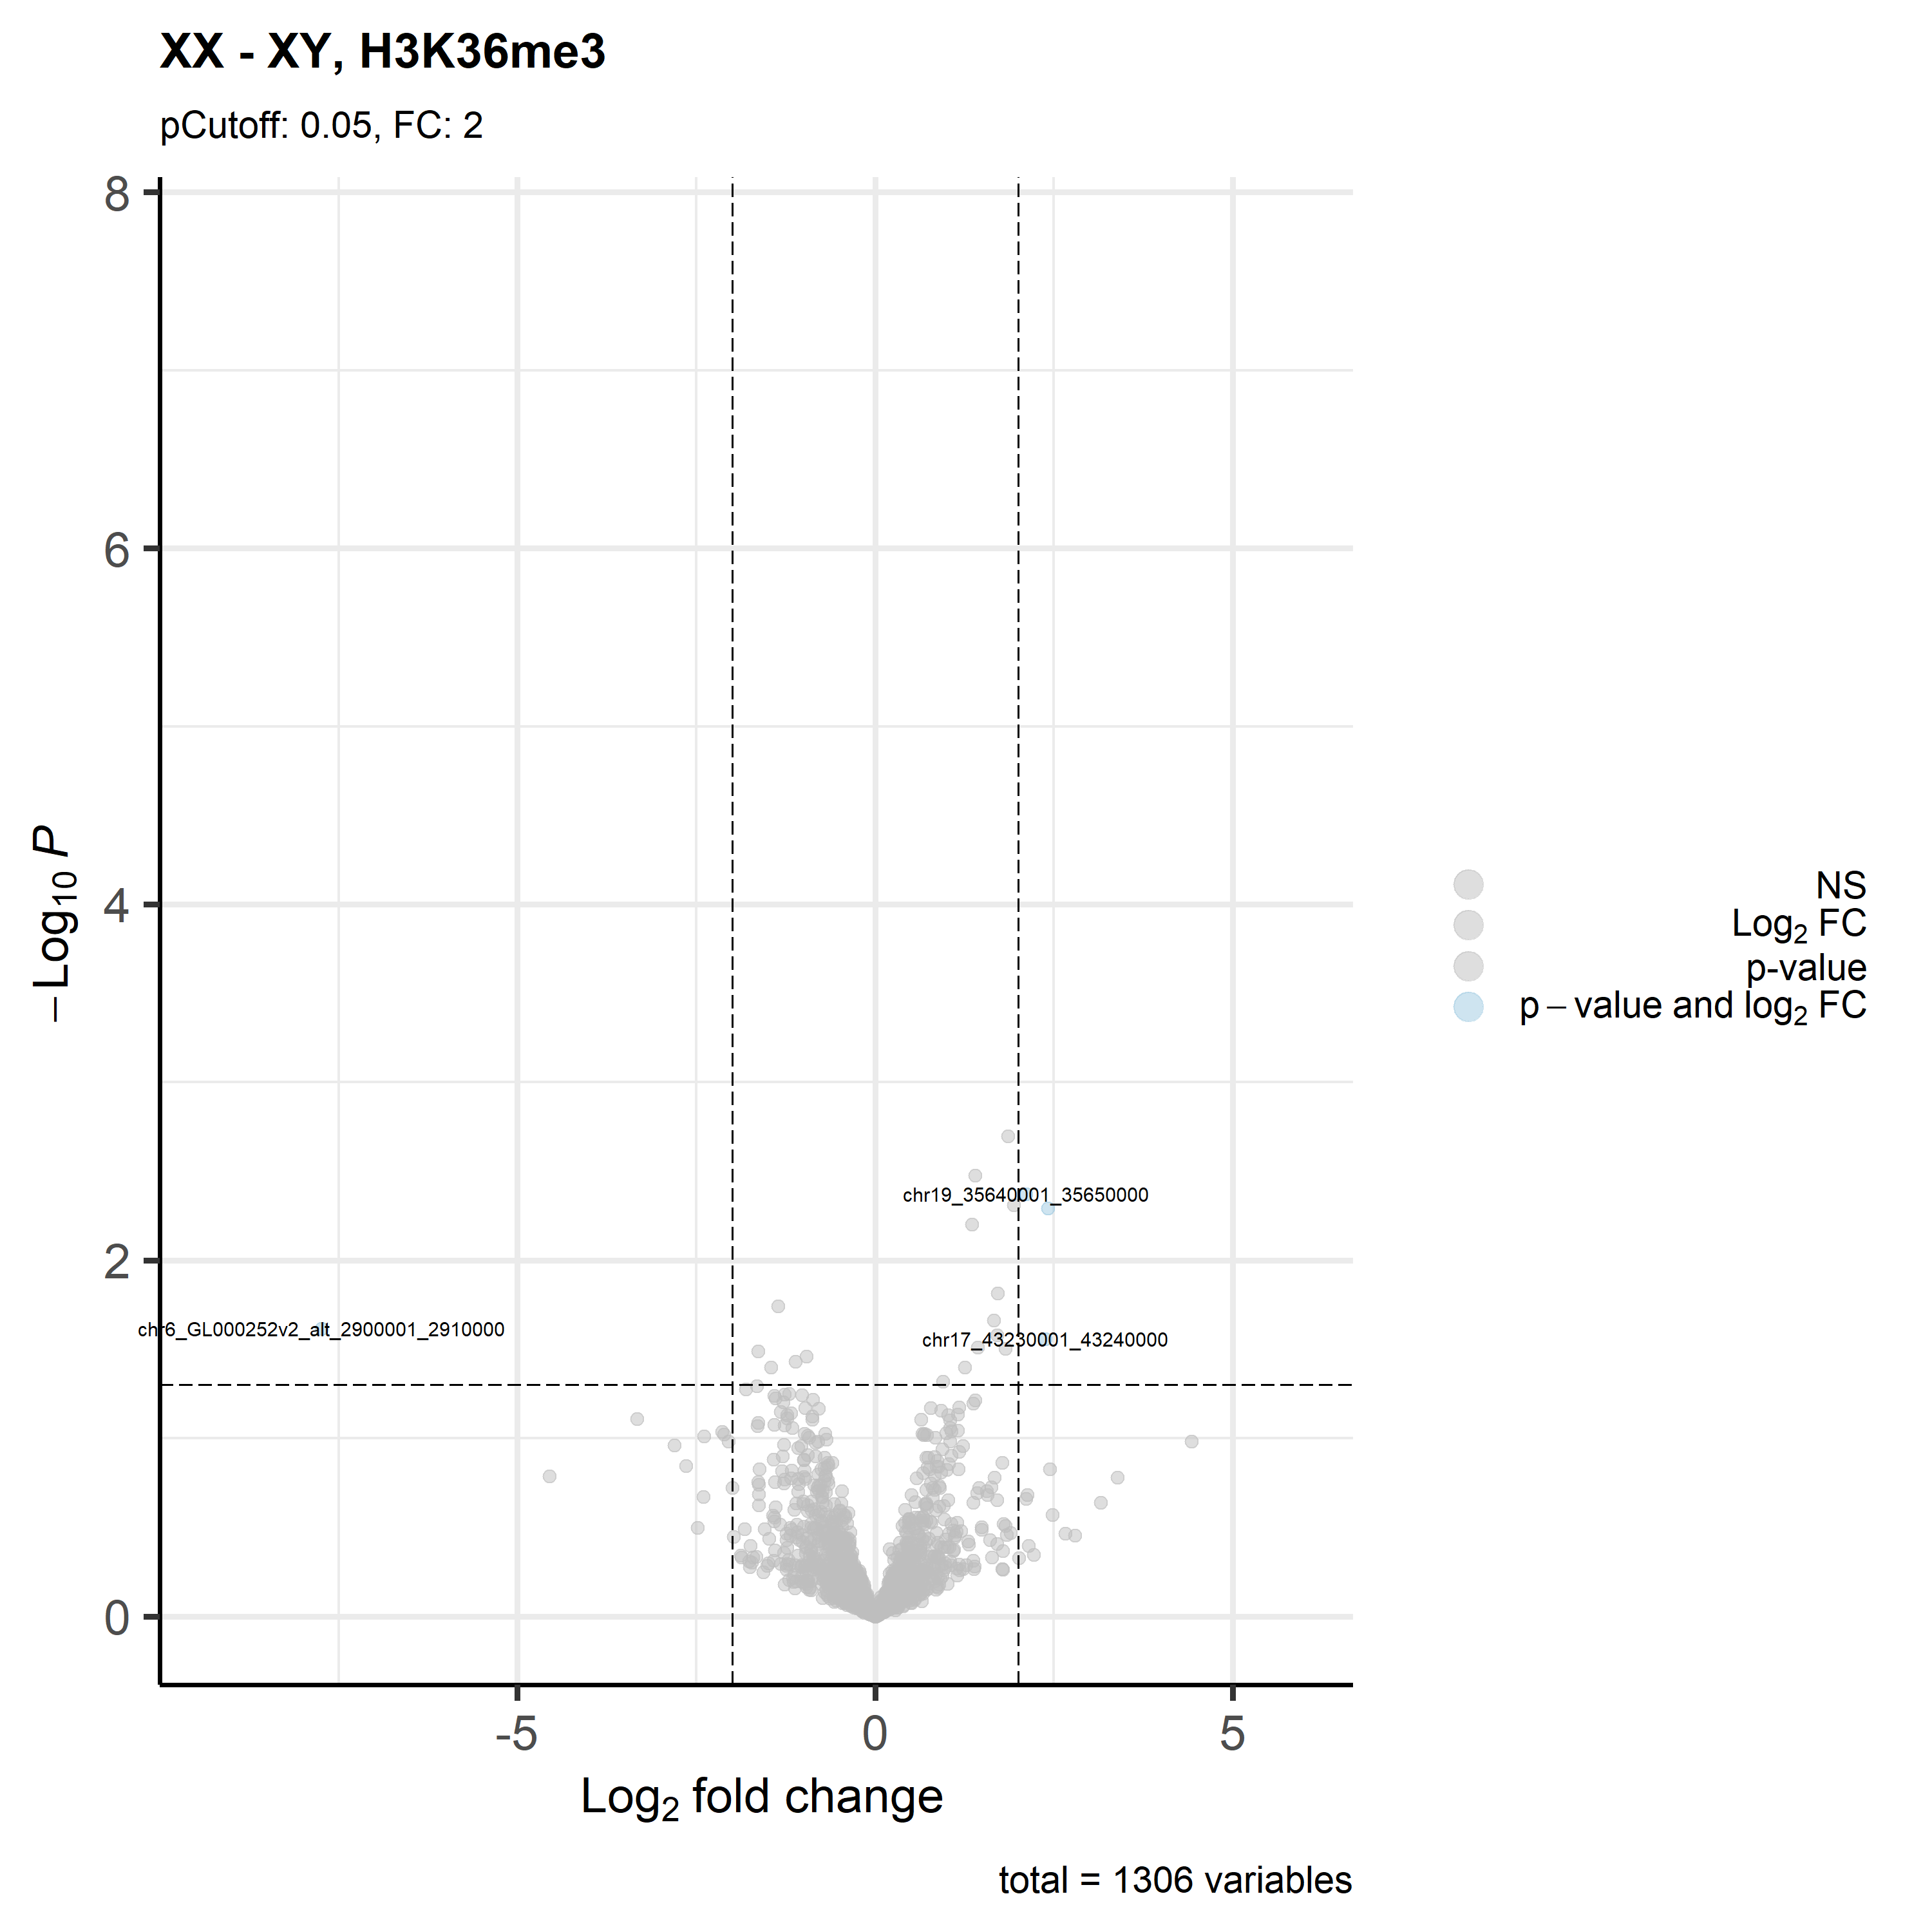 XX - XY, H3K36me3
pCutoff: 0.05, FC: 2
8
6
4
2
0
−Log10 P
chr19_35640001_35650000
chr6_GL000252v2_alt_2900001_2910000
chr17_43230001_43240000
-5
0
5
Log2 fold change
NS
Log2 FC
p-value
p − value and log2 FC
total = 1306 variables